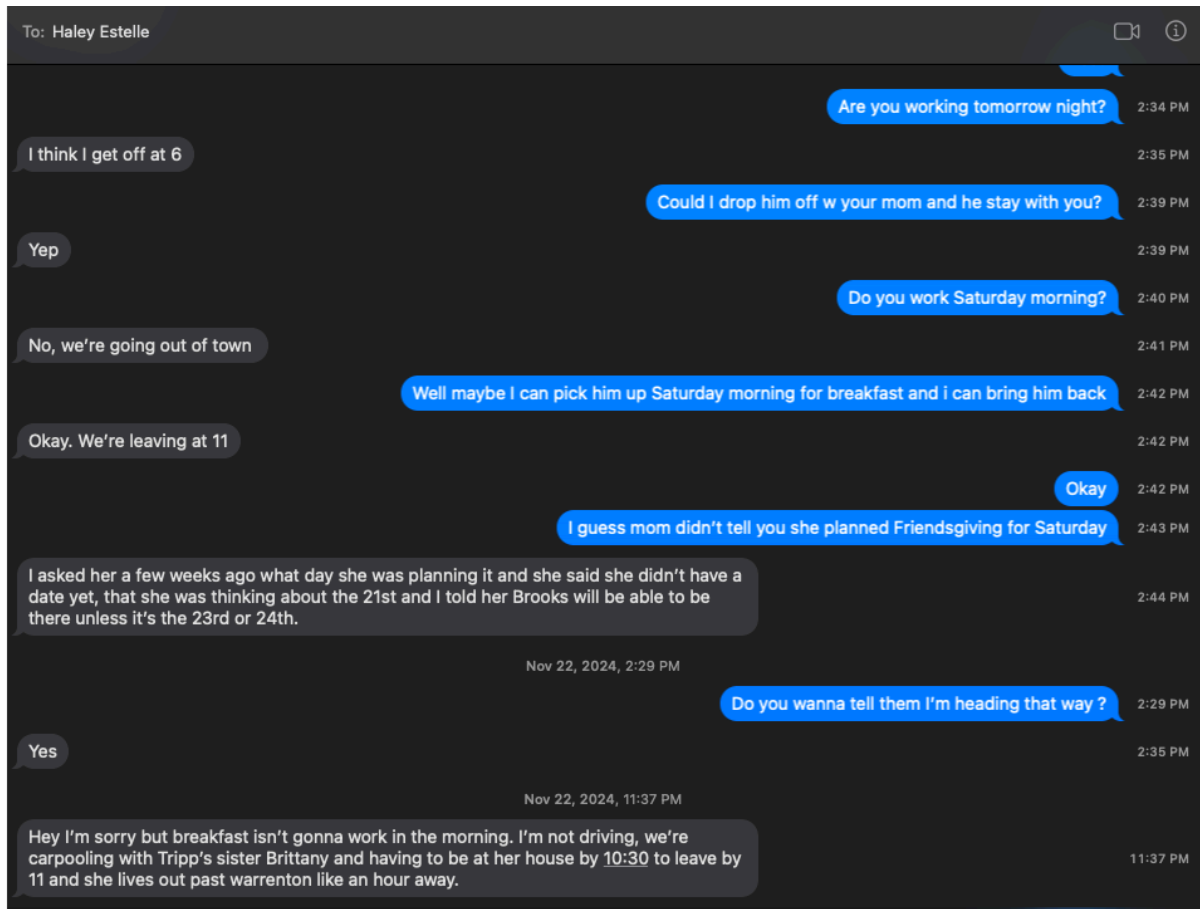 To: Haley Estelle
Are you working tomorrow night?
2:34 PM
I think I get off at 6
2:35 PM
Could I drop him off w your mom and he stay with you?
2:39 PM
Yep
2:39 PM
Do you work Saturday morning?
2:40 PM
No, we’re going out of town
2:41 PM
Well maybe I can pick him up Saturday morning for breakfast and i can bring him back
2:42 PM
Okay. We’re leaving at 11
2:42 PM
Okay
2:42 PM
I guess mom didn’t tell you she planned Friendsgiving for Saturday
2:43 PM
I asked her a few weeks ago what day she was planning it and she said she didn’t have a
date yet, that she was thinking about the 21st and I told her Brooks will be able to be
there unless it’s the 23rd or 24th.
2:44 PM
Nov 22, 2024, 2:29 PM
Do you wanna tell them I’m heading that way ?
2:29 PM
Yes
2:35 PM
Nov 22, 2024, 11:37 PM
Hey I’m sorry but breakfast isn’t gonna work in the morning. I’m not driving, we’re
carpooling with Tripp’s sister Brittany and having to be at her house by 10:30 to leave by
11 and she lives out past warrenton like an hour away.
11:37 PM